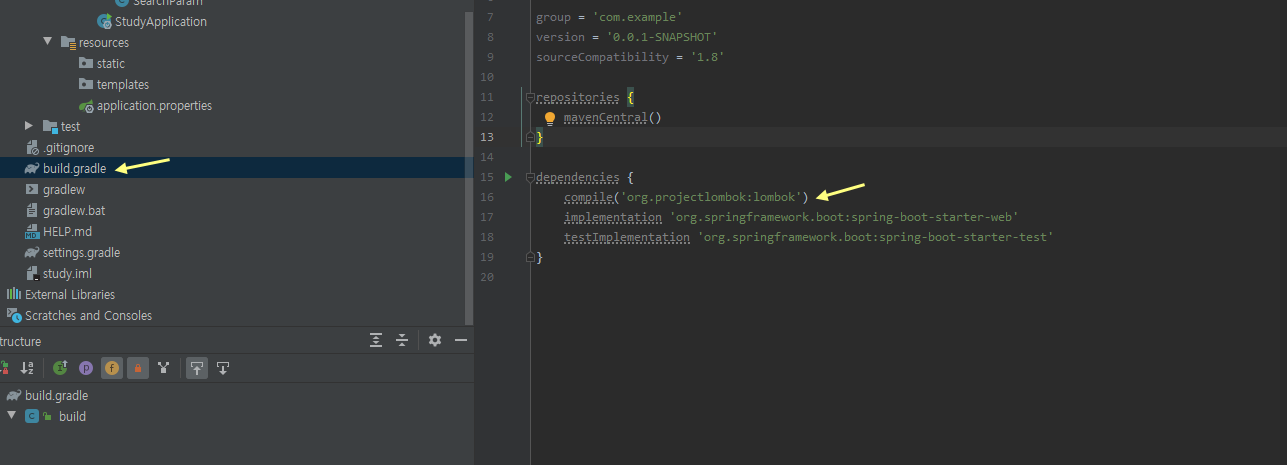 SearchParam
StudyApplication
resources
static
templates
application.properties
test
.gitignore
build.gradle
gradlew
gradlew.bat
HELP.md
settings.gradle
study.iml
External Libraries
Scratches and Consoles
tructure
build.gradle
build
6
7 group = 'com.example'
8 version = '0.0.1-SNAPSHOT'
9 sourceCompatibility = '1.8'
10
11 repositories {
12 mavenCentral()
13 }
14
15 dependencies {
16 compile('org.projectlombok:lombok')
17 implementation 'org.springframework.boot:spring-boot-starter-web'
18 testImplementation 'org.springframework.boot:spring-boot-starter-test'
19 }
20